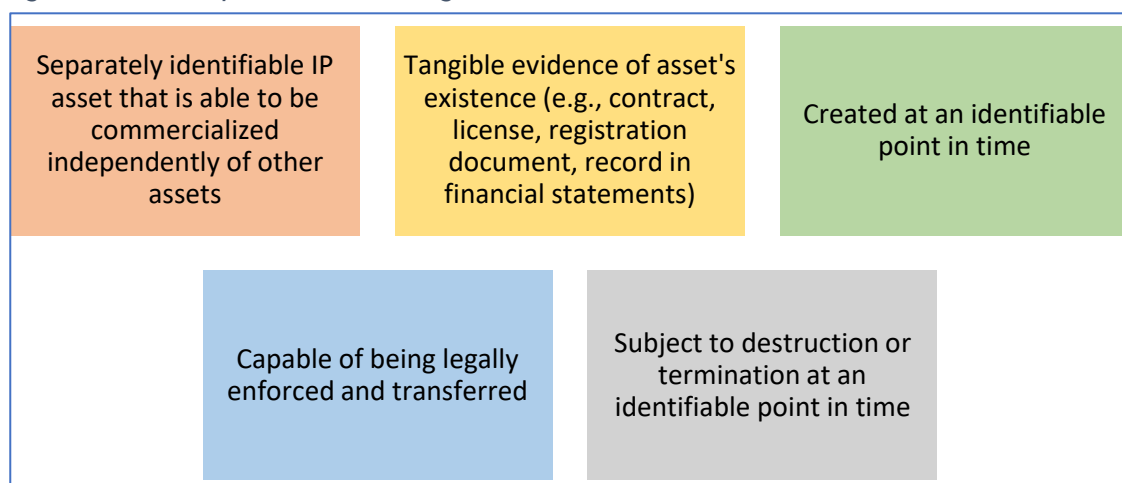 Separately identifiable IP
asset that is able to be
commercialized
independently of other
assets
Tangible evidence of asset's
existence (e.g., contract,
license, registration
document, record in
financial statements)
Created at an identifiable
point in time
Capable of being legally
enforced and transferred
Subject to destruction or
termination at an
identifiable point in time